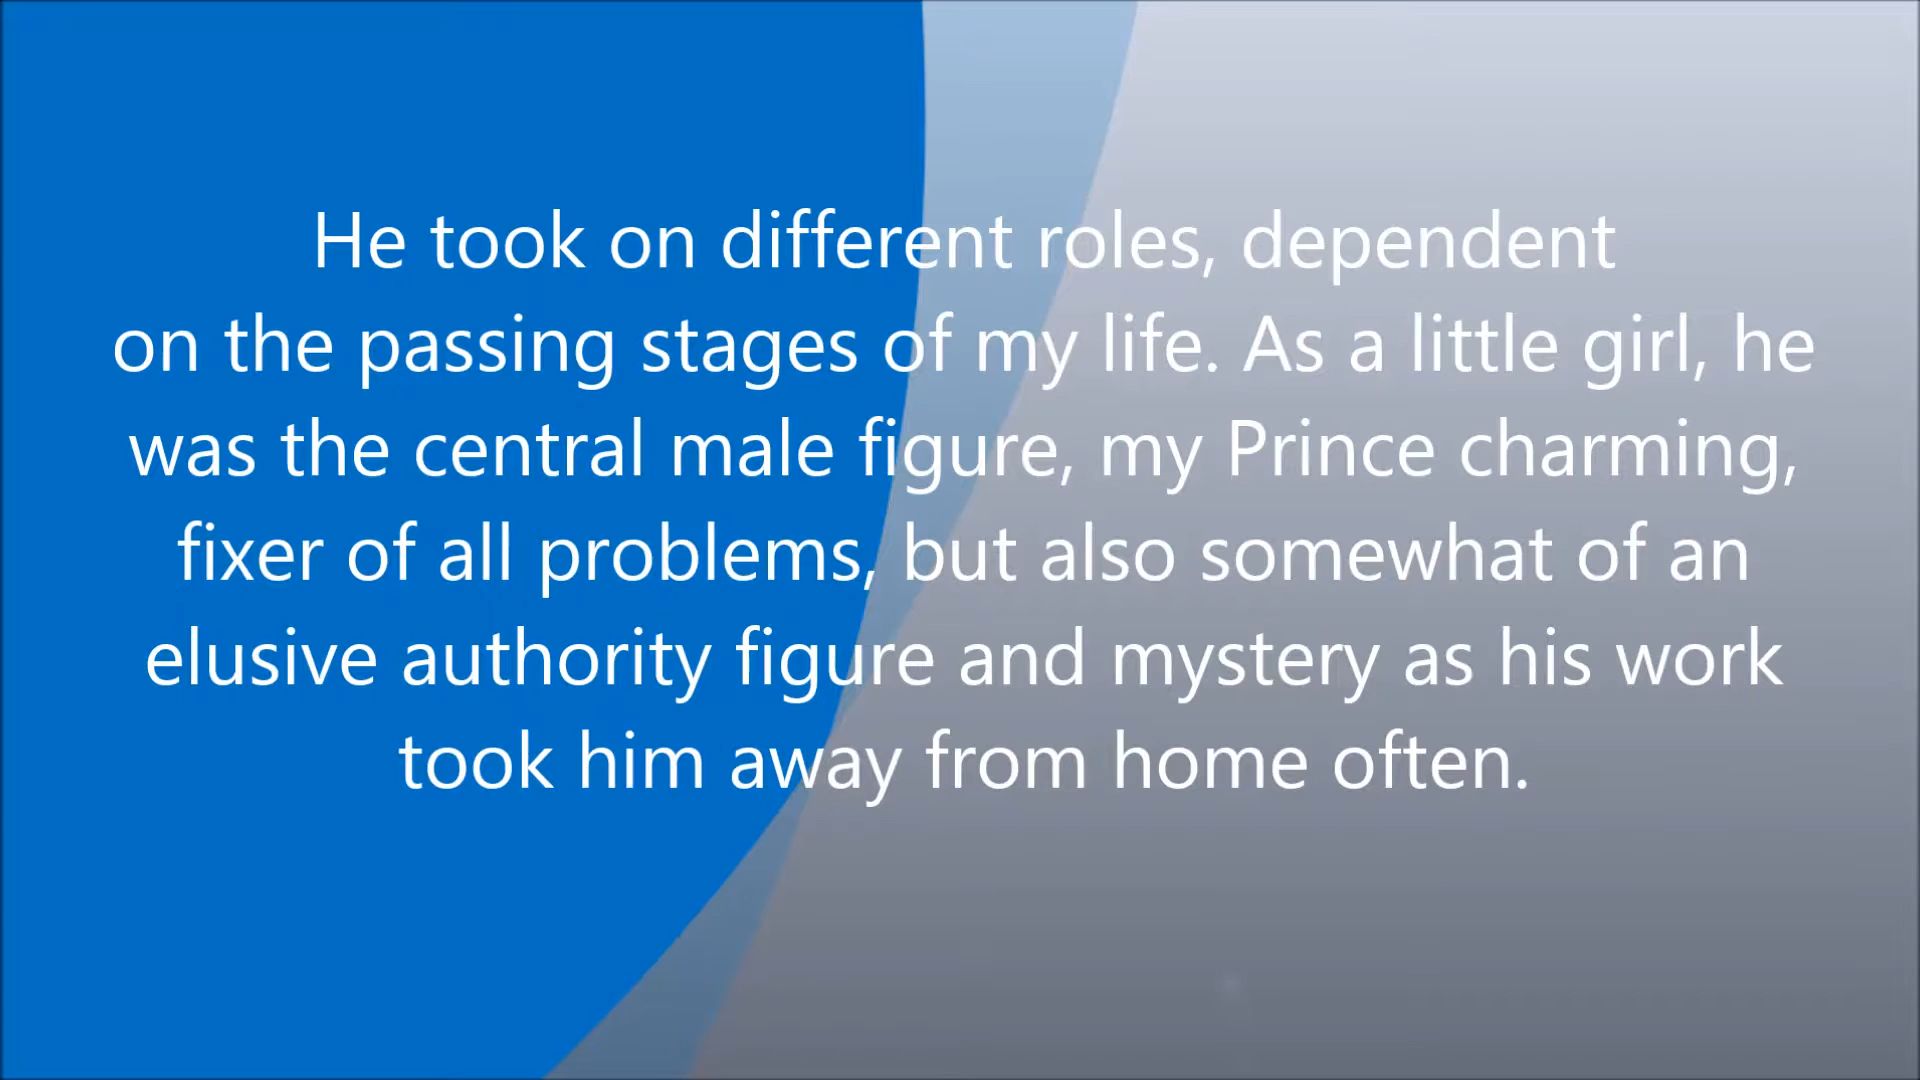 He took on different roles, dependent
on the passing stages of my life. As a little girl, he
was the central male figure, my Prince charming,
fixer of all problems, but also somewhat of an
elusive authority figure and mystery as his work
took him away from home often.